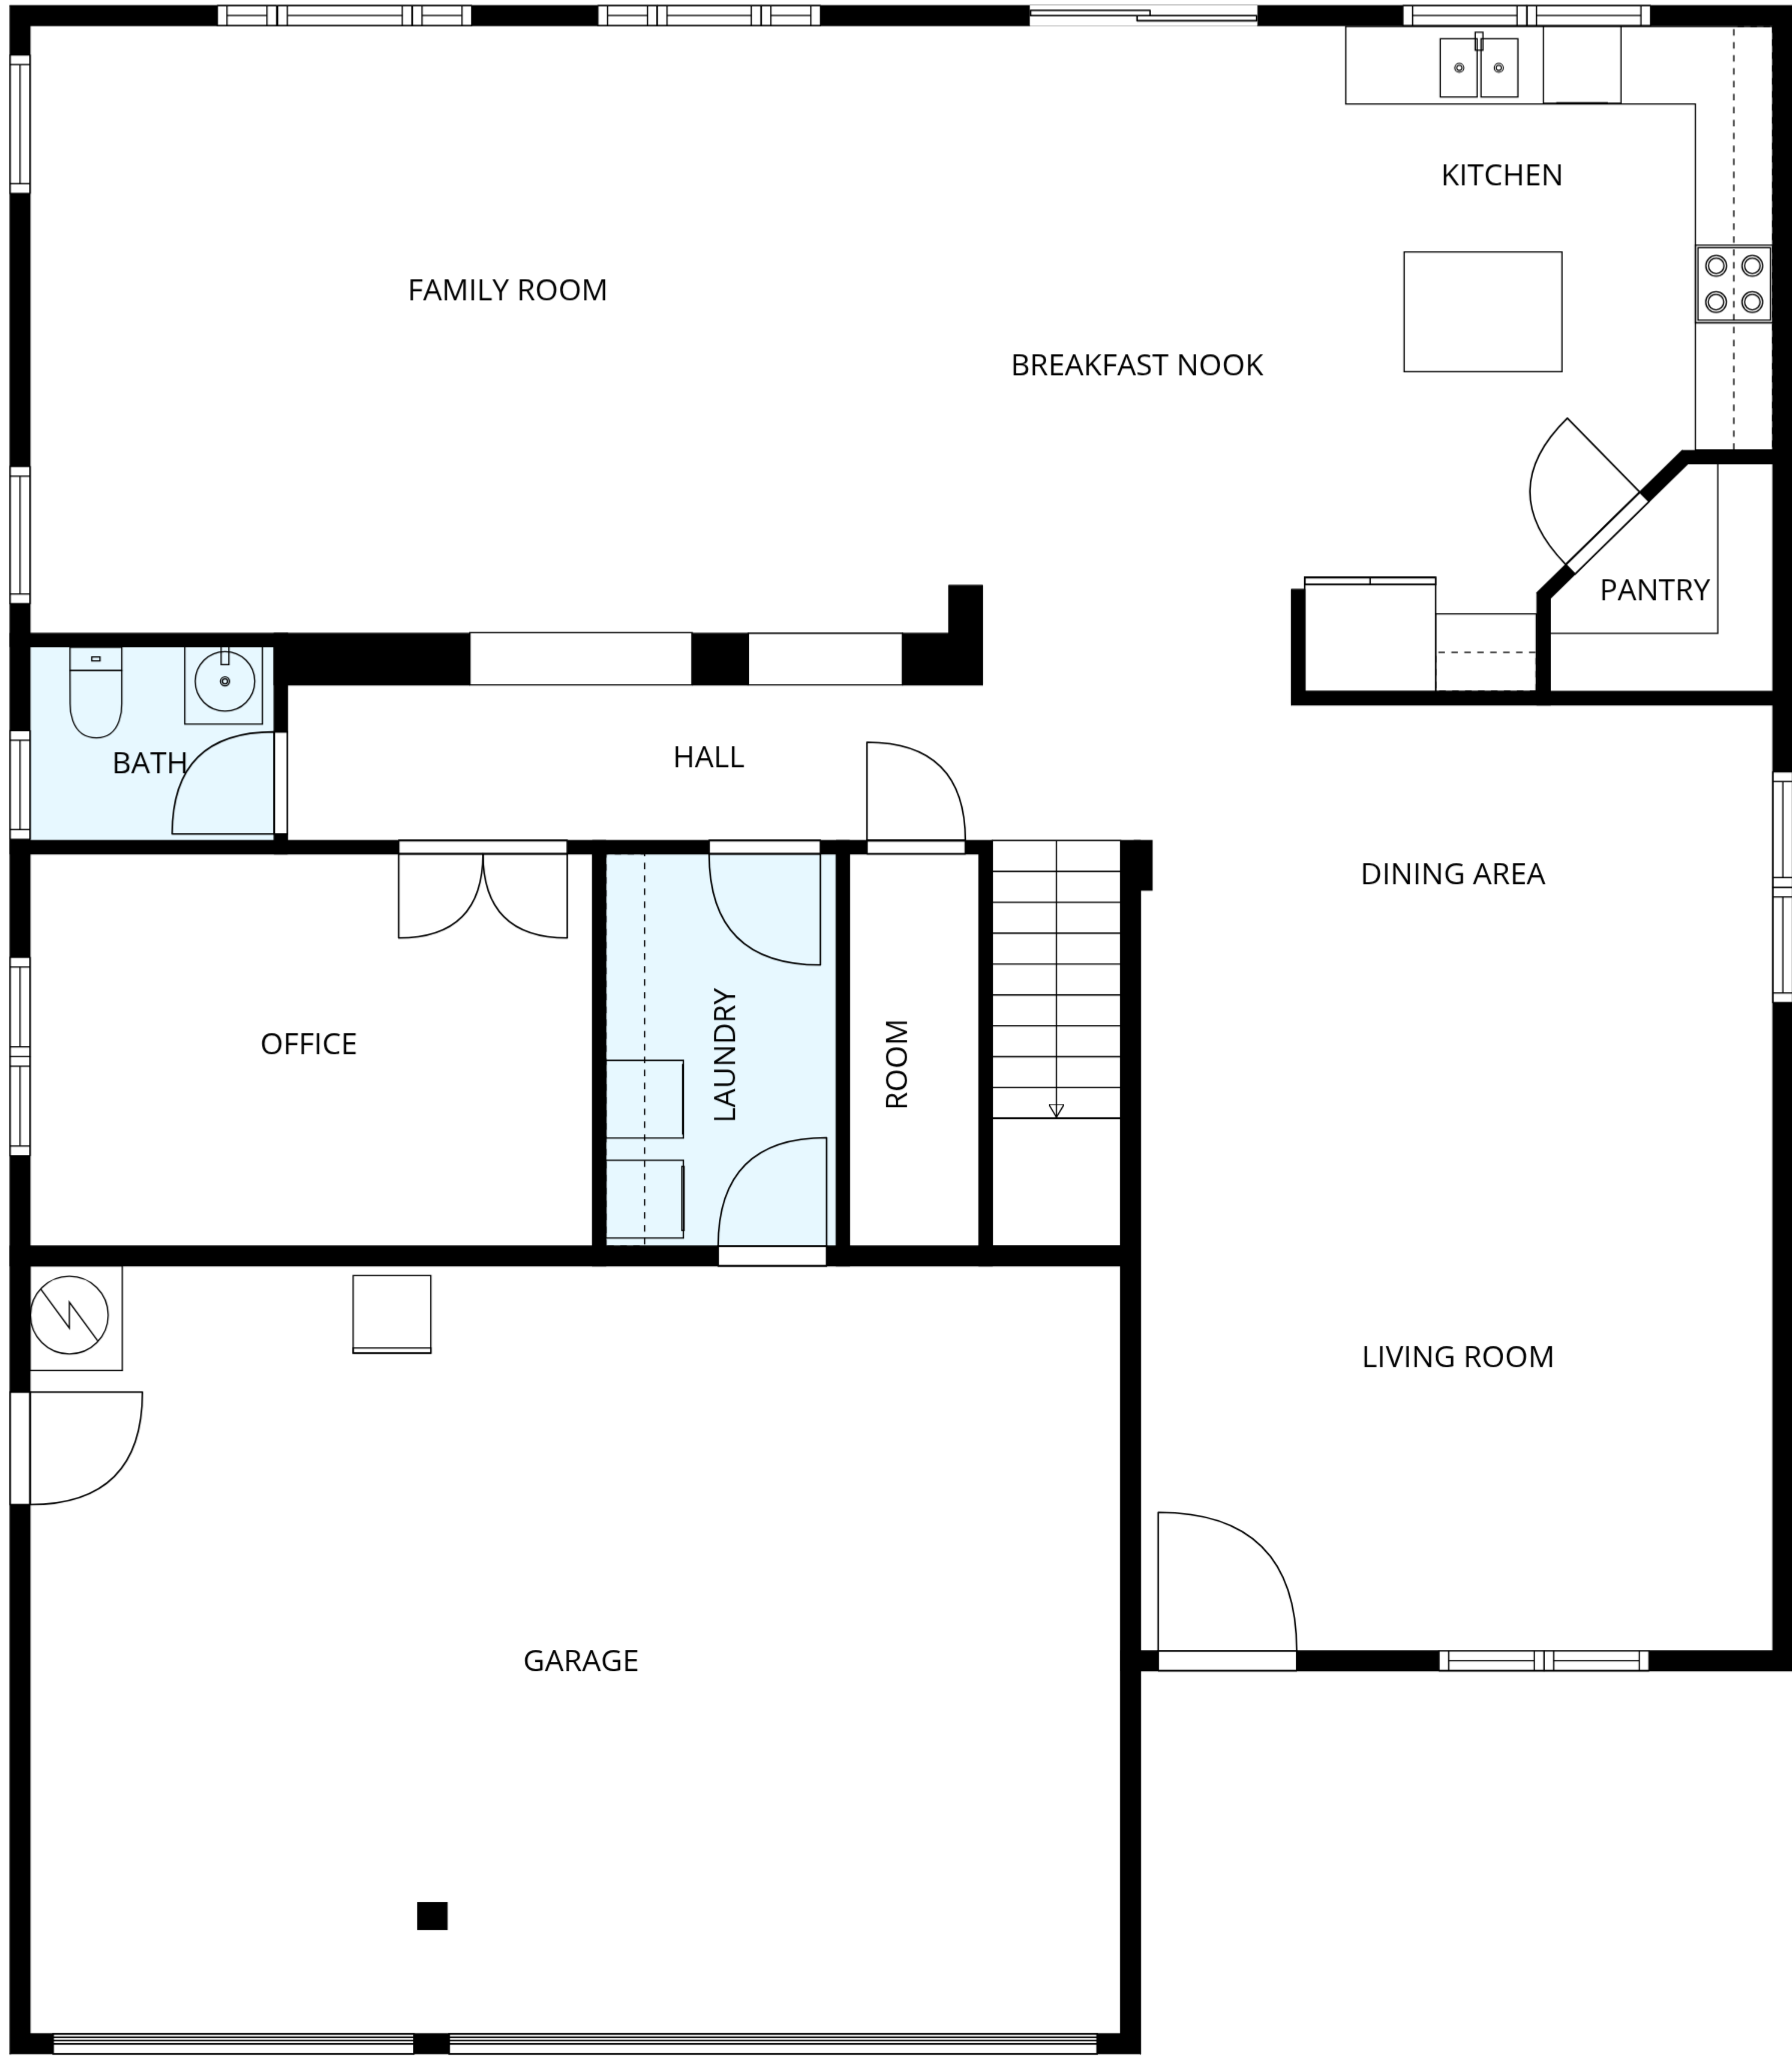 KITCHEN
FAMILY ROOM
BREAKFAST NOOK
PANTRY
BATH
HALL
DINING AREA
OFFICE
LAUNDRY
ROOM
LIVING ROOM
GARAGE